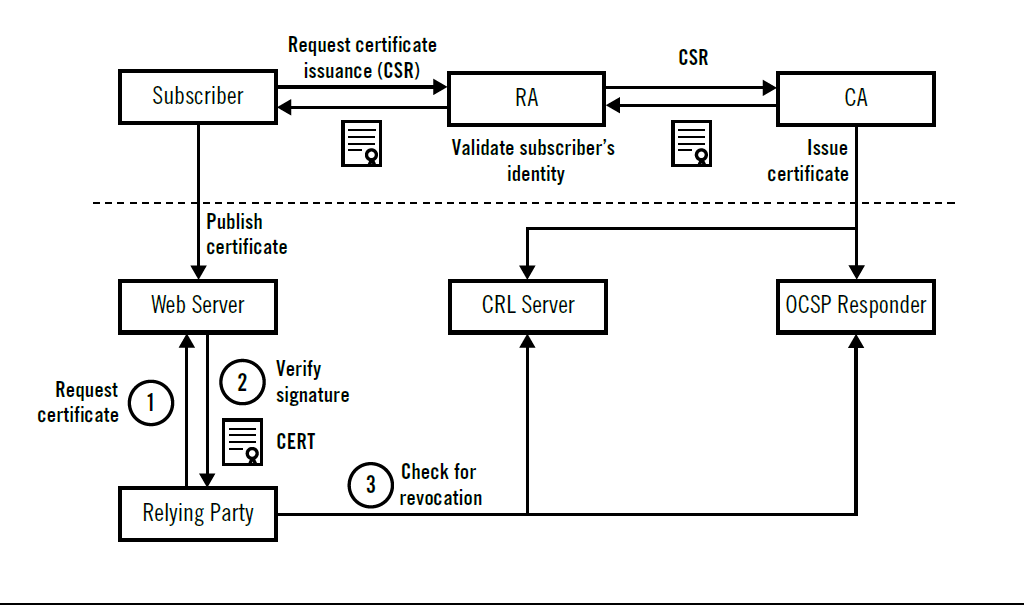 Request certificate
issuance (CSR)
CSR
Subscriber
RA
CA
Validate subscriber's
identity
Issue
certificate
Publish
certificate
Web Server
CRL Server
OCSP Responder
Request
certificate
1
2
Verify
signature
CERT
3
Check for
revocation
Relying Party